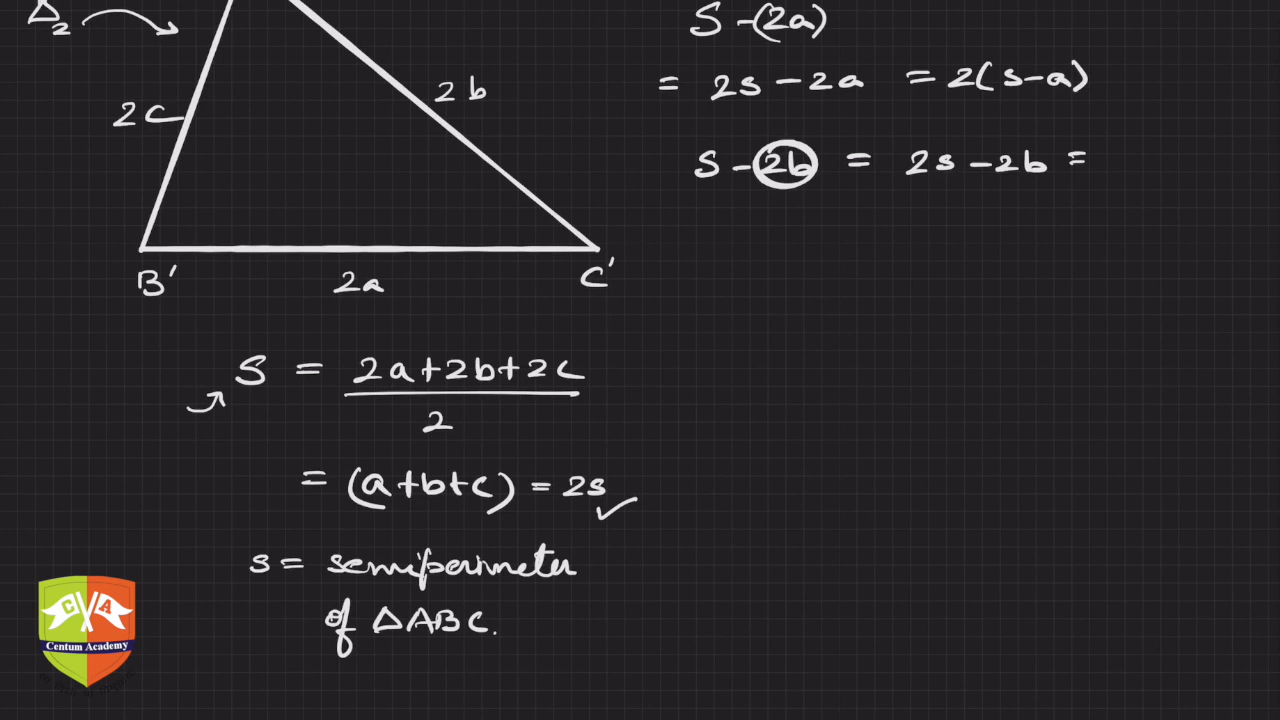 Δ₂
2c
2b
B'
2a
C'
S = 2a+2b+2c
2
= (a+b+c) = 2s
s = semiperimeter
of ΔABC.
S -(2a)
= 2s - 2a = 2(s-a)
S - 2b = 2s - 2b =
CA
Centum Academy